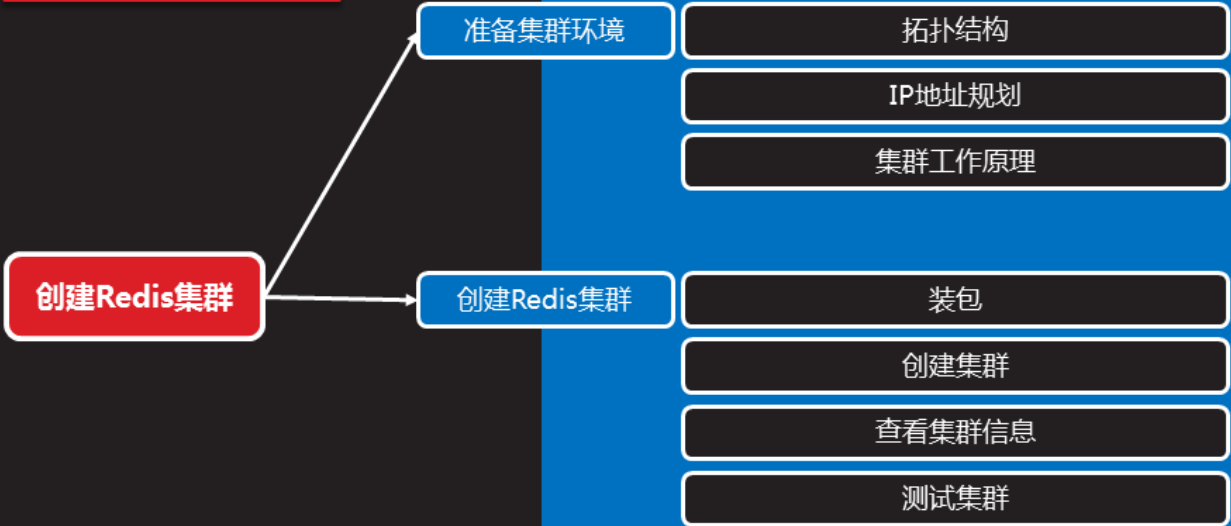 准备集群环境
拓扑结构
IP地址规划
集群工作原理
创建Redis集群
创建Redis集群
装包
创建集群
查看集群信息
测试集群